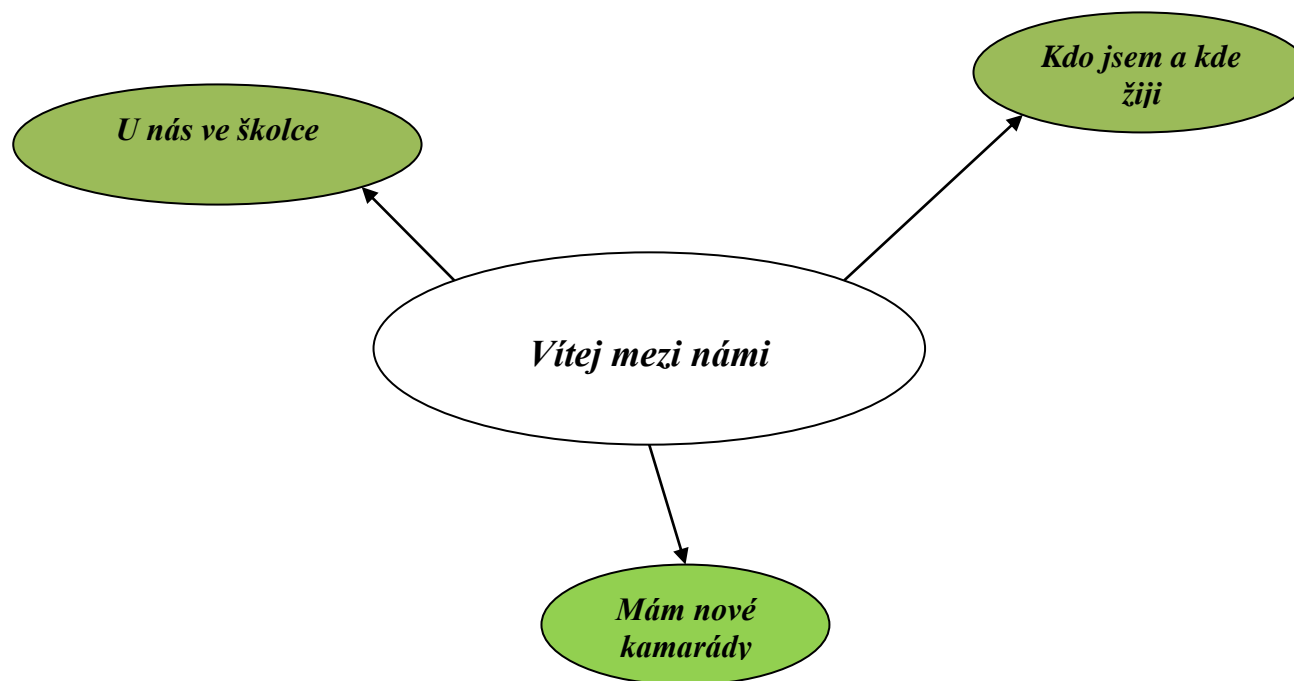 Kdo jsem a kde
žiji
U nás ve školce
Vítej mezi námi
Mám nové
kamarády